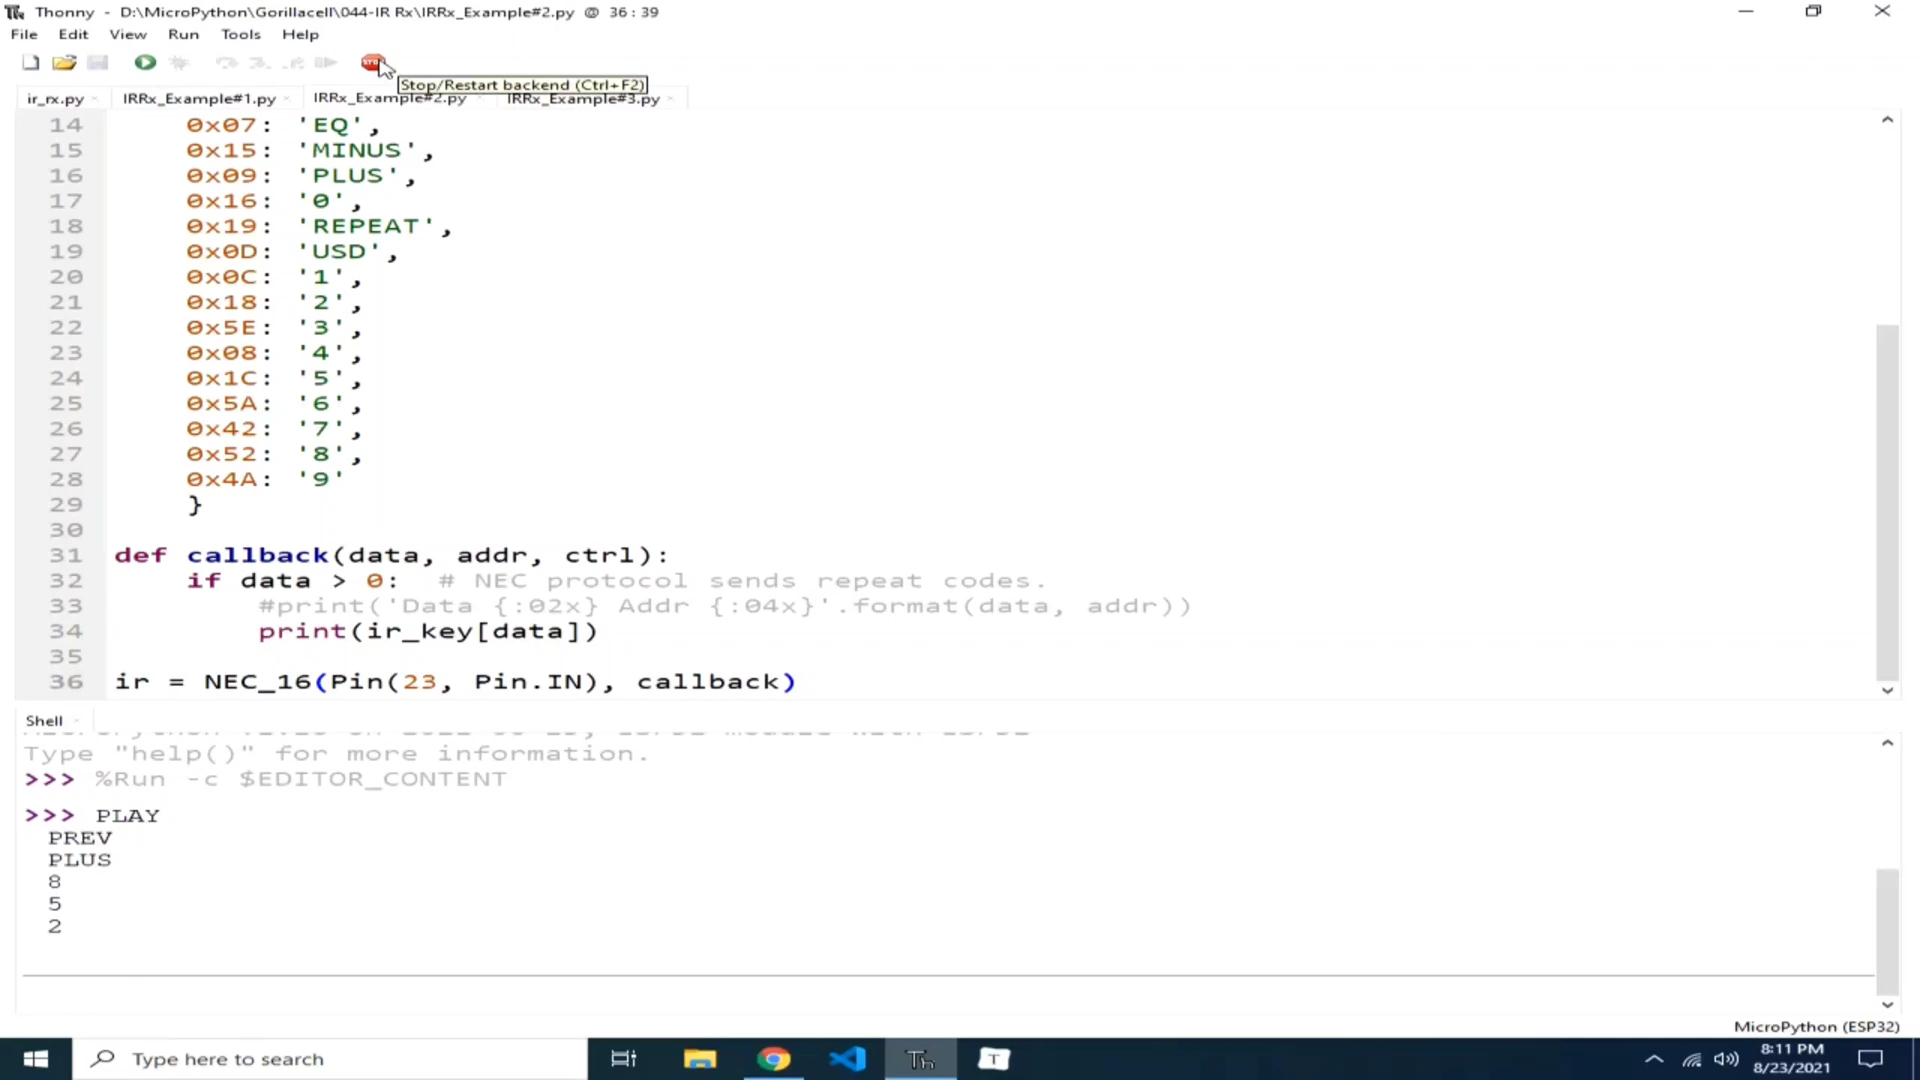 Thonny - D:\MicroPython\Gorillacell\044-IR Rx\IRRx_Example#2.py @ 36:39
File Edit View Run Tools Help
Stop/Restart backend (Ctrl+F2)
ir_rx.py IRRx_Example#1.py IRRx_Example#2.py IRRx_Example#3.py
14 0x07: 'EQ',
15 0x15: 'MINUS',
16 0x09: 'PLUS',
17 0x16: '0',
18 0x19: 'REPEAT',
19 0x0D: 'USD',
20 0x0C: '1',
21 0x18: '2',
22 0x5E: '3',
23 0x08: '4',
24 0x1C: '5',
25 0x5A: '6',
26 0x42: '7',
27 0x52: '8',
28 0x4A: '9'
29 }
30
31 def callback(data, addr, ctrl):
32 if data > 0: # NEC protocol sends repeat codes.
33 #print('Data {:02x} Addr {:04x}'.format(data, addr))
34 print(ir_key[data])
35
36 ir = NEC_16(Pin(23, Pin.IN), callback)
Shell
Type "help()" for more information.
>>> %Run -c $EDITOR_CONTENT
>>> PLAY
PREV
PLUS
8
5
2
MicroPython (ESP32)
Type here to search
Th
T
8:11 PM
8/23/2021